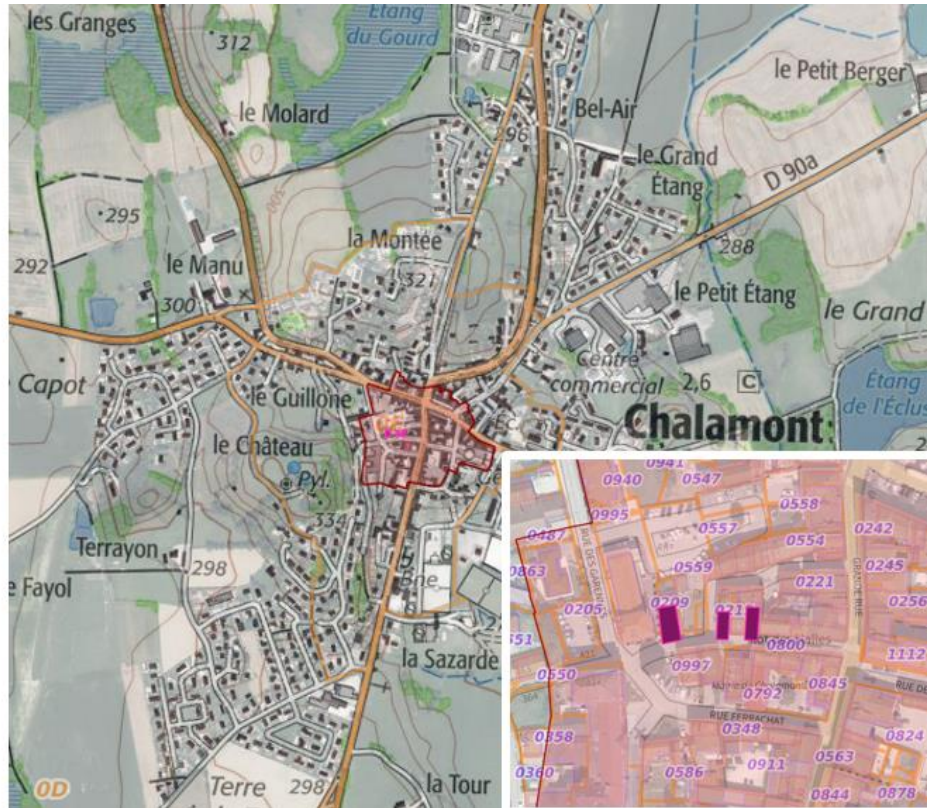 les Granges
312
Étang
du Gourd
le Molard
296
Bel-Air
le Petit Berger
le Grand
Étang
D 90a
300
295
292
la Montée
321
288
le Manu
300
le Petit Étang
le Grand
Capot
Centre
commercial
2,6
C
Étang
de l'Éclus
le Guillone
Chalamont
le Château
Pyl.
334
Terrayon
298
e Fayol
la Sazarde
Terre
298
la Tour
0D
0941
0940
0547
0995
0558
0487
0557
0242
0554
0863
RUE DES GARENNES
0559
0221
0245
GRANDE RUE
0205
0209
021
0256
0800
551
0997
1112
0550
0792
0845
RUE DE
RUE FERRACHAT
0348
0824
0358
0563
0360
0586
0911
0844
0878